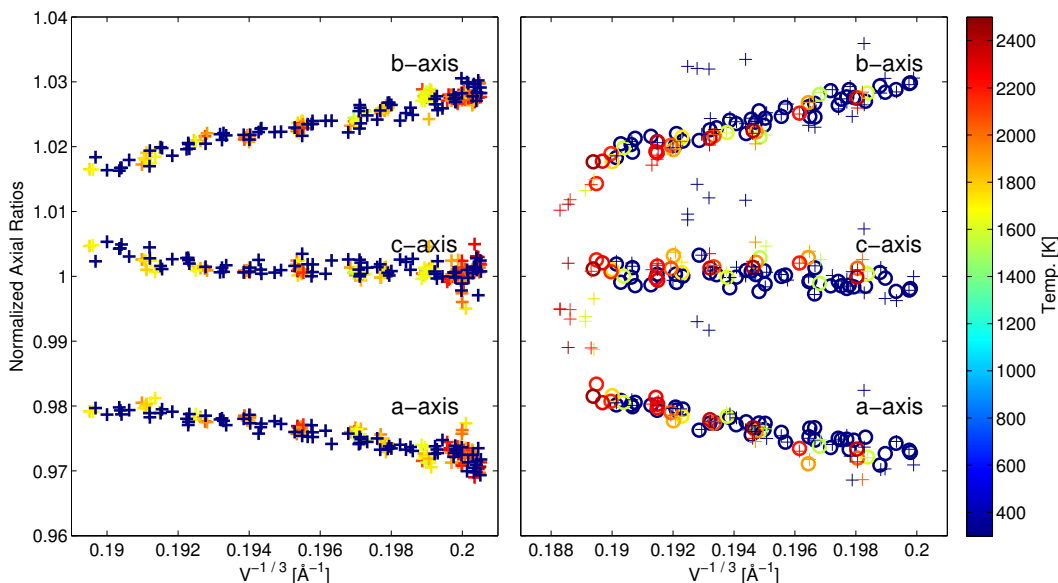 1.04
1.03
1.02
1.01
1
0.99
0.98
0.97
0.96
Normalized Axial Ratios
b−axis
c−axis
a−axis
0.19 0.192 0.194 0.196 0.198 0.2
V−1 / 3 [Å−1]
b−axis
c−axis
a−axis
0.188 0.19 0.192 0.194 0.196 0.198 0.2
V−1 / 3 [Å−1]
2400
2200
2000
1800
1600
1400
1200
1000
800
600
400
Temp. [K]